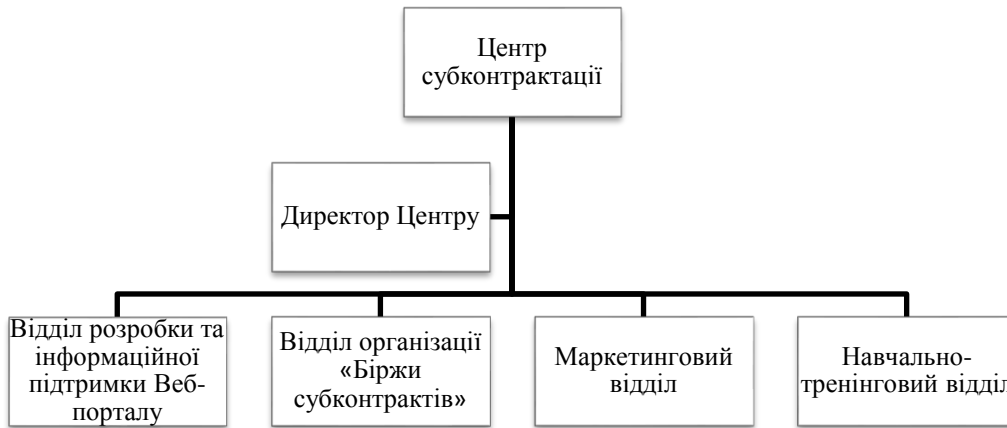 Центр
субконтрактації
Директор Центру
Відділ розробки та
інформаційної
підтримки Веб-
порталу
Відділ організації
«Біржи
субконтрактів»
Маркетинговий
відділ
Навчально-
тренінговий відділ